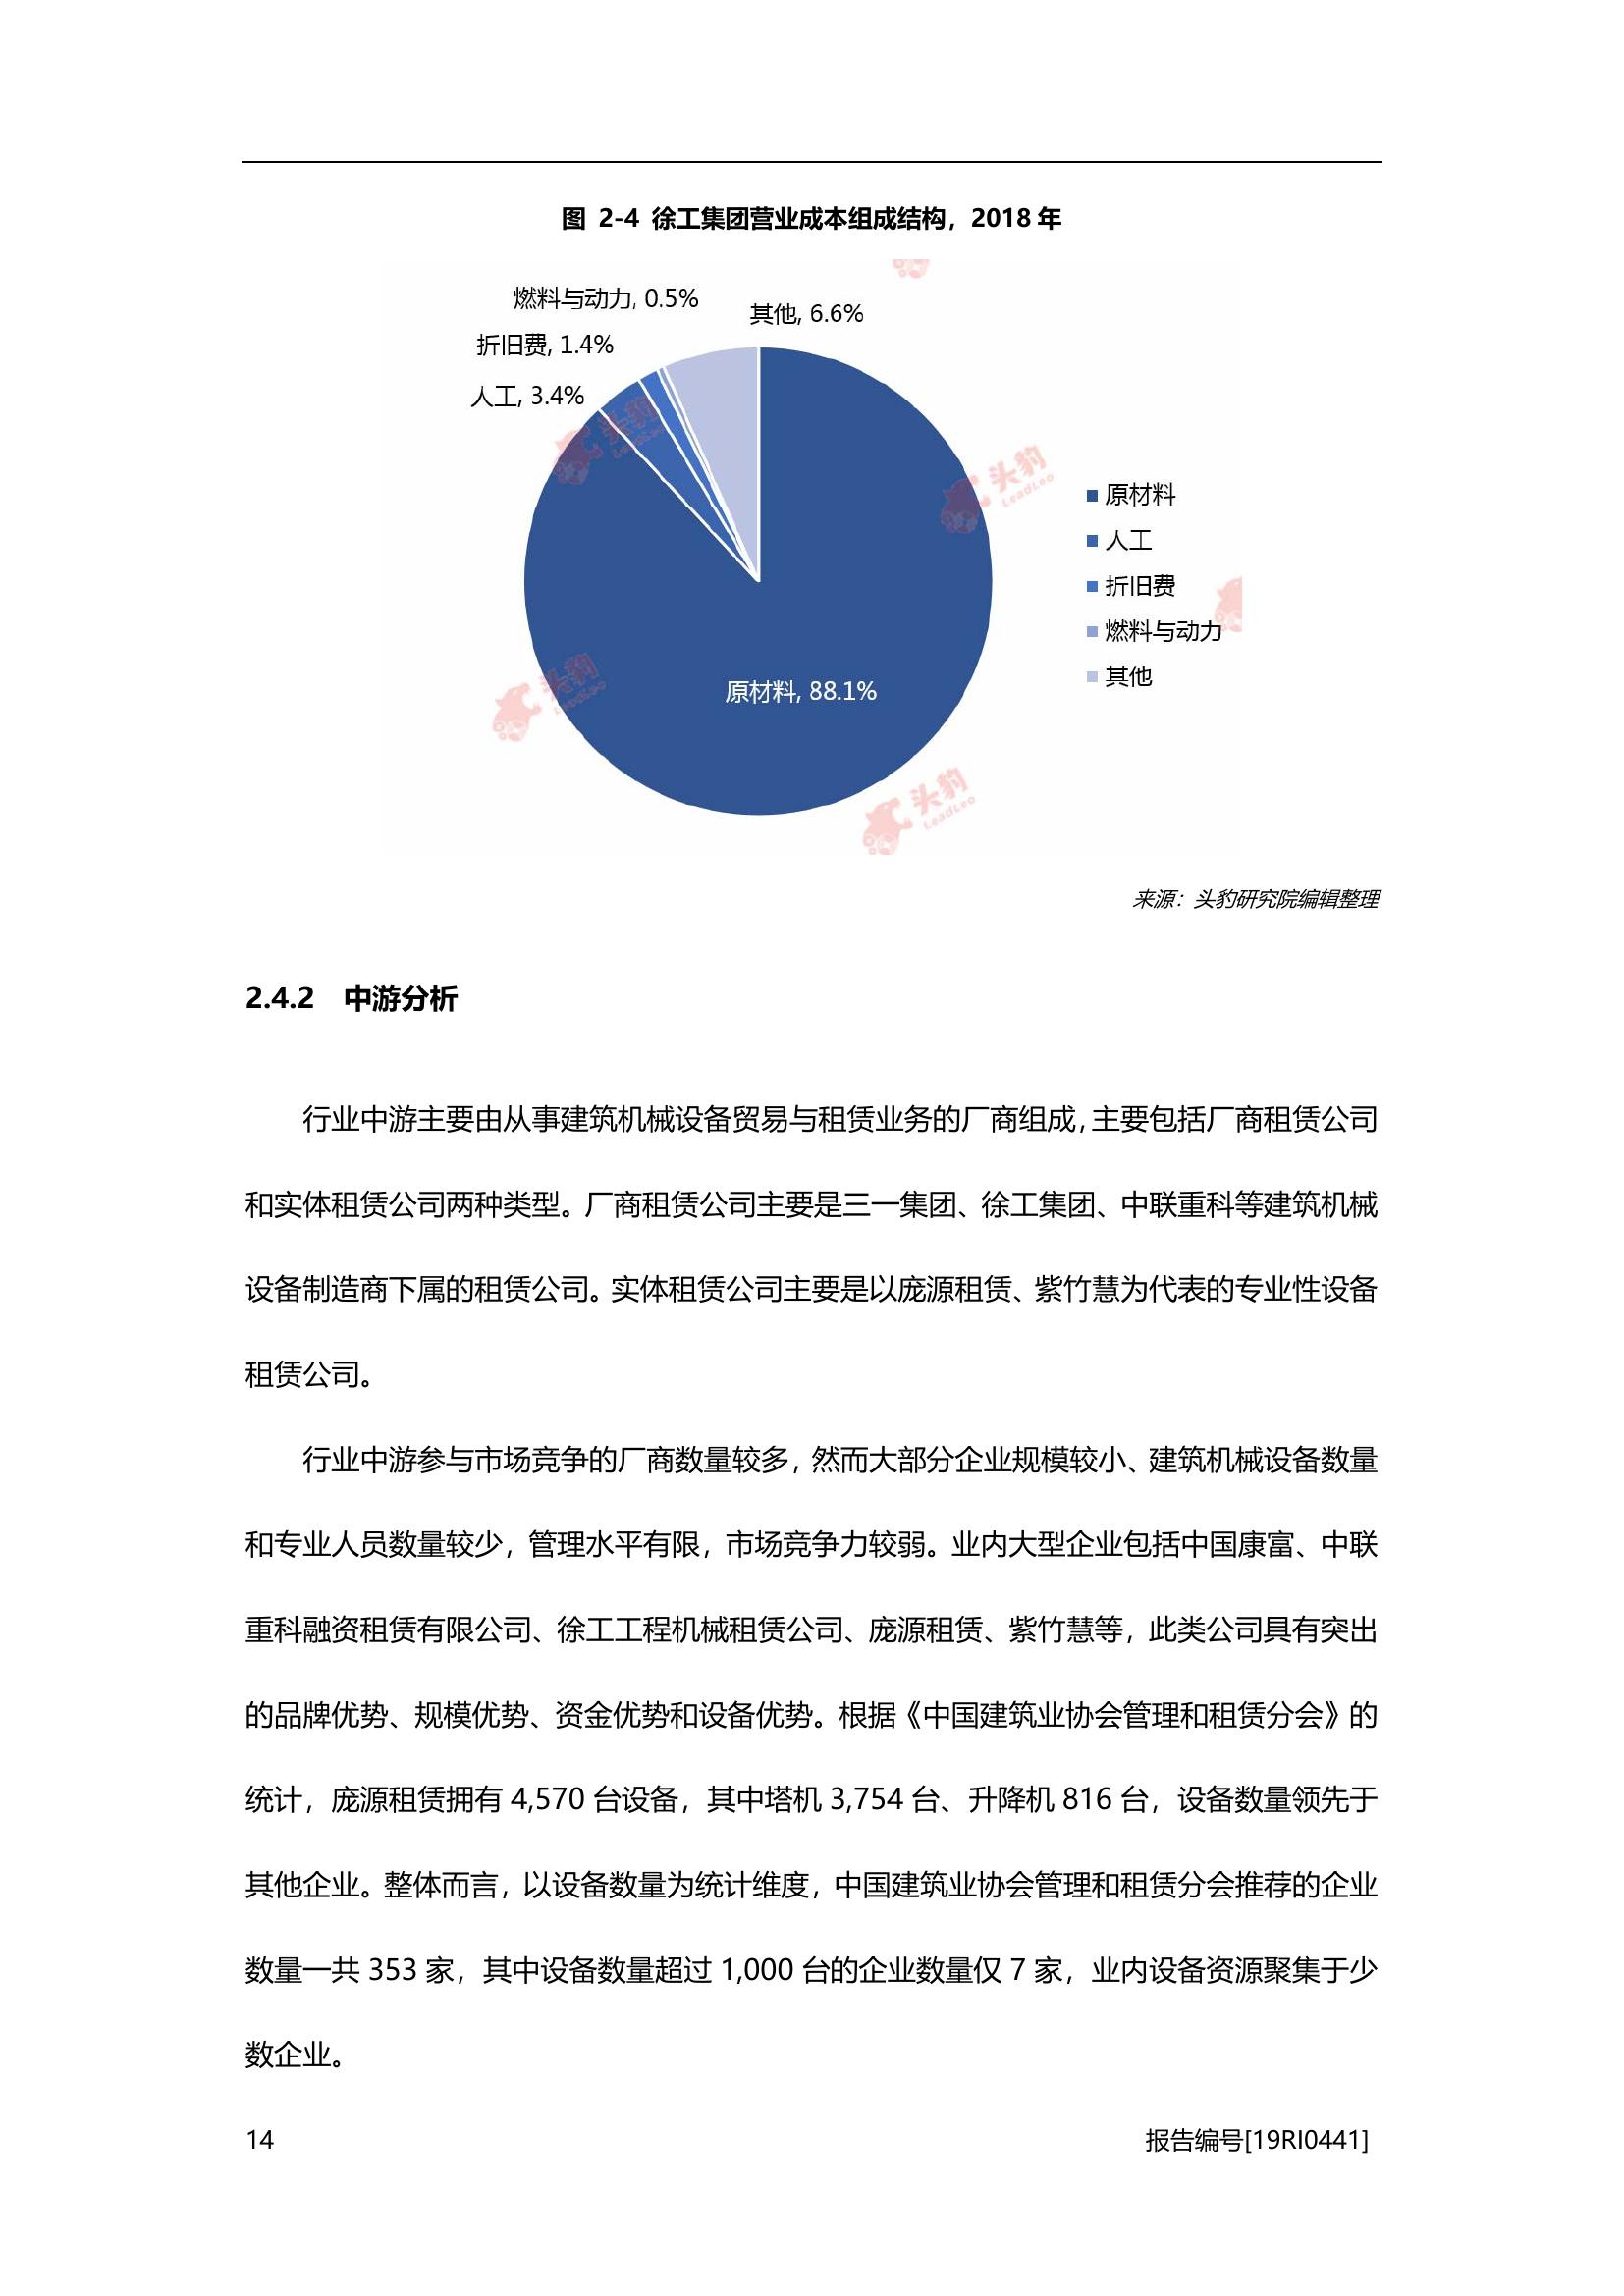 图 2-4 徐工集团营业成本组成结构，2018 年
燃料与动力, 0.5%
其他, 6.6%
折旧费, 1.4%
人工, 3.4%
头豹
LeadLeo
头豹
LeadLeo
原材料
人工
折旧费
燃料与动力
其他
头豹
LeadLeo
原材料, 88.1%
头豹
LeadLeo
来源：头豹研究院编辑整理
2.4.2 中游分析
行业中游主要由从事建筑机械设备贸易与租赁业务的厂商组成，主要包括厂商租赁公司
和实体租赁公司两种类型。厂商租赁公司主要是三一集团、徐工集团、中联重科等建筑机械
设备制造商下属的租赁公司。实体租赁公司主要是以庞源租赁、紫竹慧为代表的专业性设备
租赁公司。
行业中游参与市场竞争的厂商数量较多，然而大部分企业规模较小、建筑机械设备数量
和专业人员数量较少，管理水平有限，市场竞争力较弱。业内大型企业包括中国康富、中联
重科融资租赁有限公司、徐工工程机械租赁公司、庞源租赁、紫竹慧等，此类公司具有突出
的品牌优势、规模优势、资金优势和设备优势。根据《中国建筑业协会管理和租赁分会》的
统计，庞源租赁拥有 4,570 台设备，其中塔机 3,754 台、升降机 816 台，设备数量领先于
其他企业。整体而言，以设备数量为统计维度，中国建筑业协会管理和租赁分会推荐的企业
数量一共 353 家，其中设备数量超过 1,000 台的企业数量仅 7 家，业内设备资源聚集于少
数企业。
14
报告编号[19RI0441]